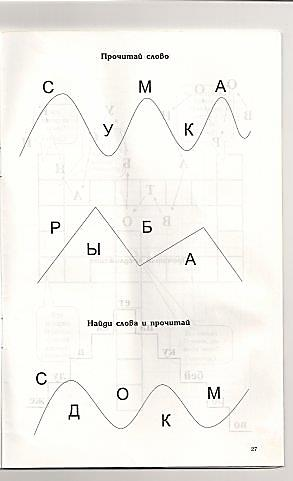 Прочитай слово
С М А
У К
Р Б
Ы А
Найди слова и прочитай
С О М
Д К
27